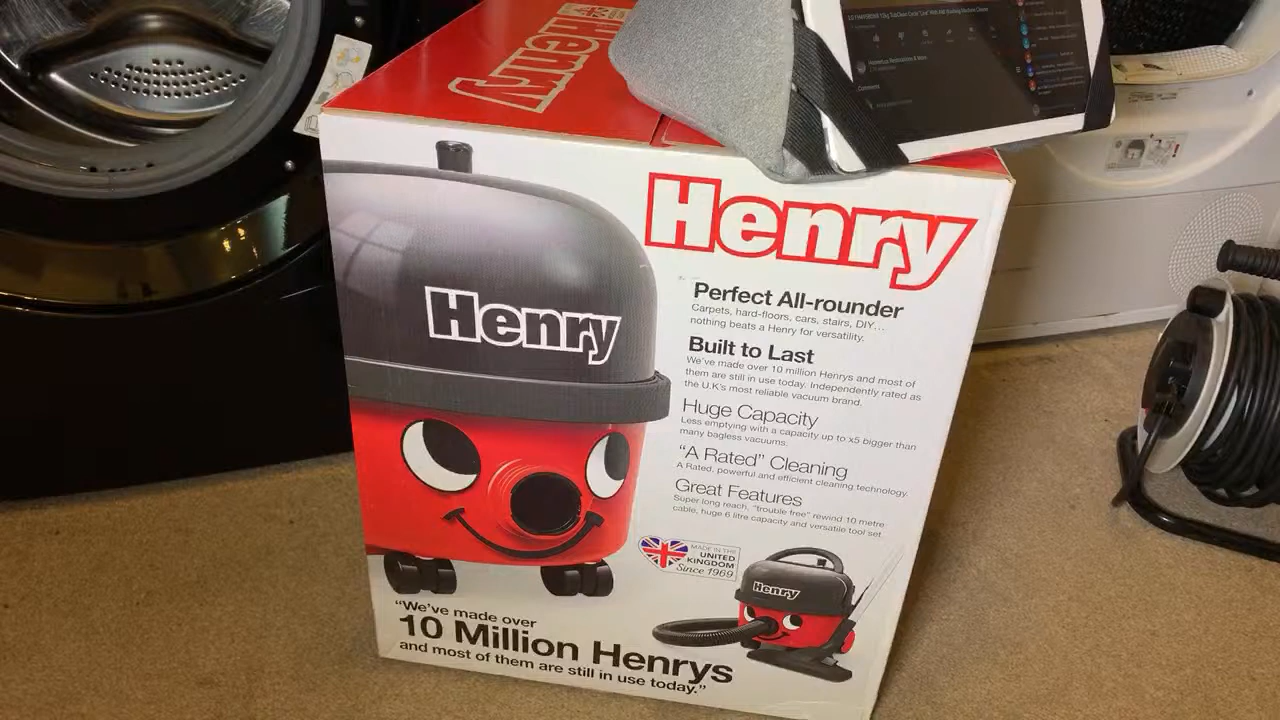 Henry
Henry
Henry
Perfect All-rounder
Carpets, hard-floors, cars, stairs, DIY...
nothing beats a Henry for versatility.
Built to Last
We've made over 10 million Henrys and most of
them are still in use today. Independently rated as
the U.K's most reliable vacuum brand.
Huge Capacity
Less emptying with a capacity up to x5 bigger than
many bagless vacuums.
"A Rated" Cleaning
A Rated, powerful and efficient cleaning technology.
Great Features
Super long reach, "trouble free" rewind 10 metre
cable, huge 6 litre capacity and versatile tool set.
MADE IN THE
UNITED
KINGDOM
Since 1969
Henry
"We've made over
10 Million Henrys
and most of them are still in use today."
Comments